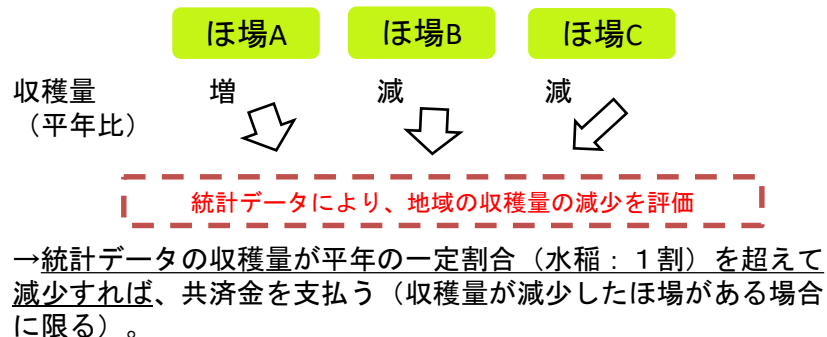 ほ場A ほ場B ほ場C
収穫量 増 減 減
（平年比）
統計データにより、地域の収穫量の減少を評価
→統計データの収穫量が平年の一定割合（水稲：１割）を超えて
減少すれば、共済金を支払う（収穫量が減少したほ場がある場合
に限る）。